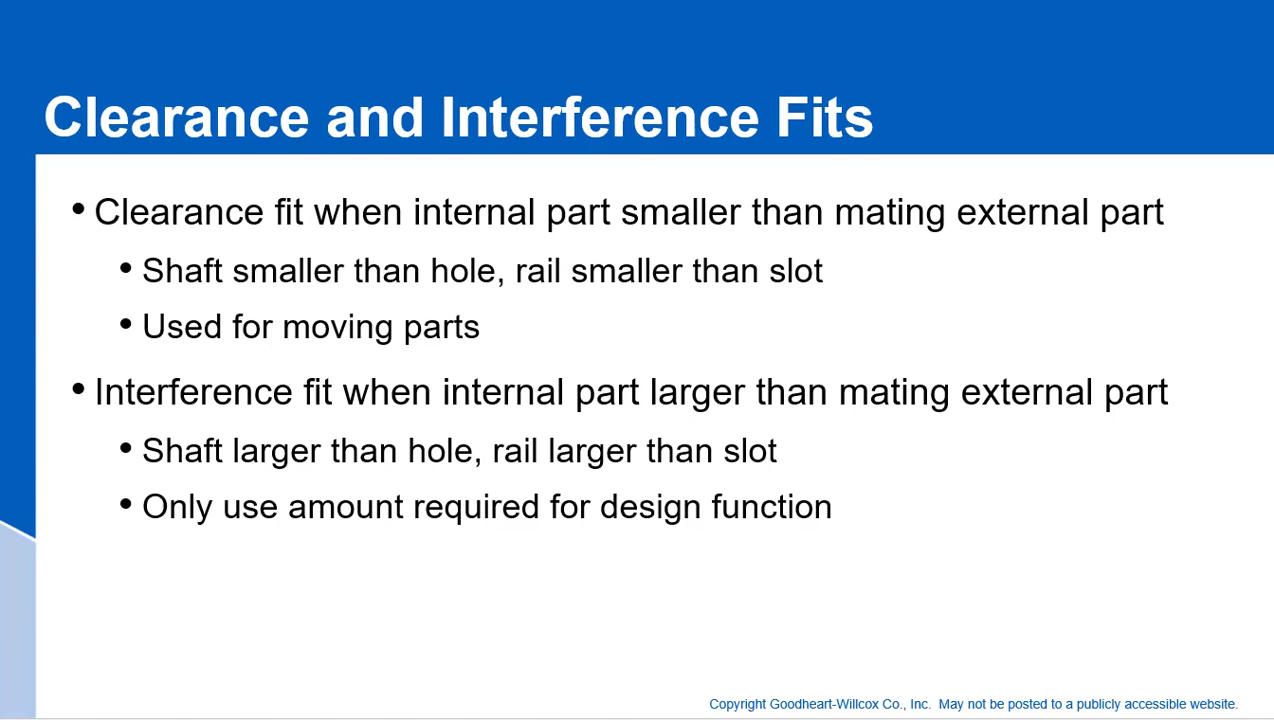 Clearance and Interference Fits
• Clearance fit when internal part smaller than mating external part
• Shaft smaller than hole, rail smaller than slot
• Used for moving parts
• Interference fit when internal part larger than mating external part
• Shaft larger than hole, rail larger than slot
• Only use amount required for design function
Copyright Goodheart-Willcox Co., Inc.  May not be posted to a publicly accessible website.